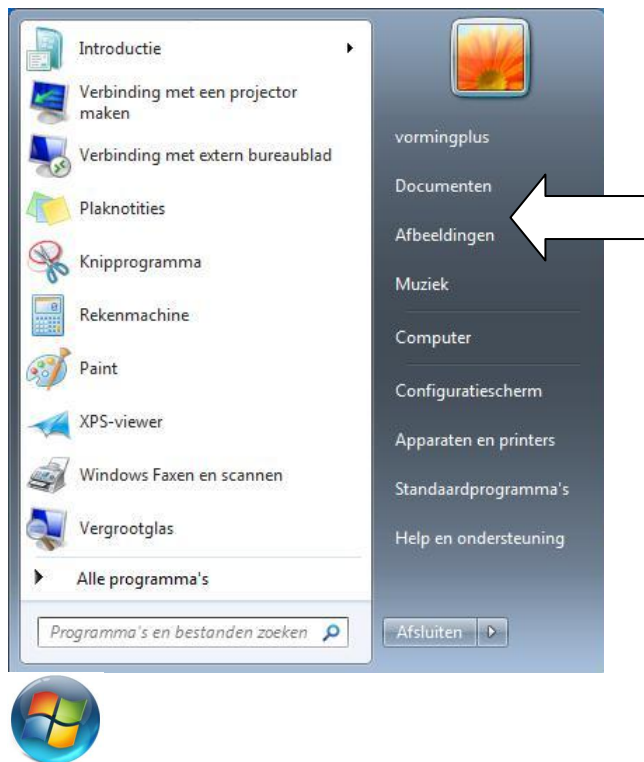 Introductie
Verbinding met een projector
maken
Verbinding met extern bureaublad
Plaknotities
Knipprogramma
Rekenmachine
Paint
XPS-viewer
Windows Faxen en scannen
Vergrootglas
Alle programma's
Programma's en bestanden zoeken
vormingplus
Documenten
Afbeeldingen
Muziek
Computer
Configuratiescherm
Apparaten en printers
Standaardprogramma's
Help en ondersteuning
Afsluiten